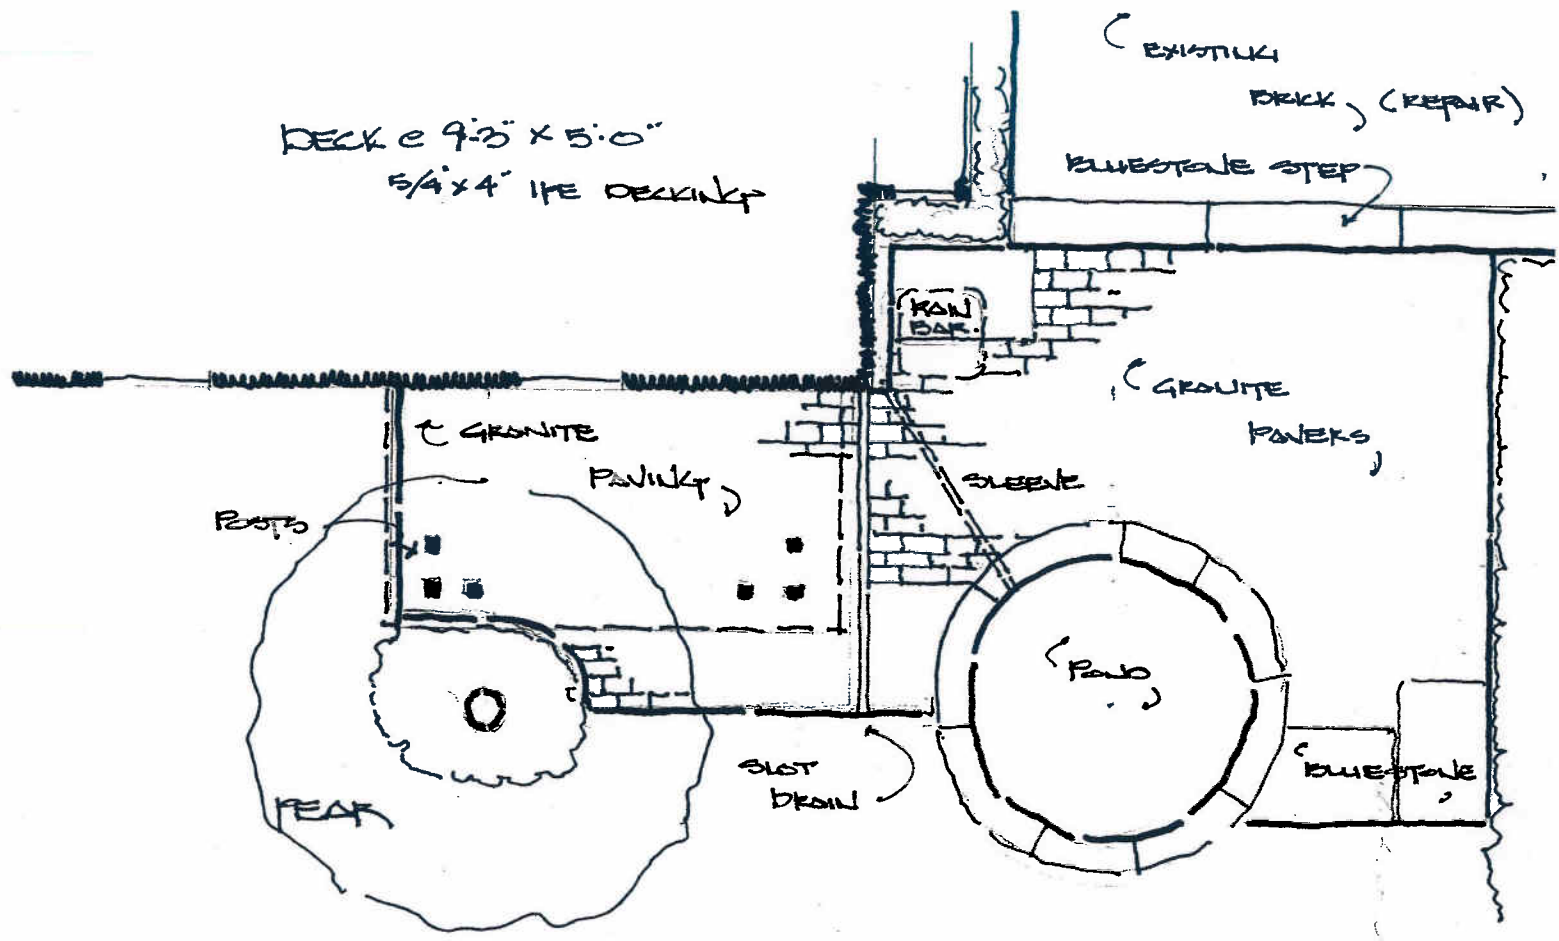 EXISTING
BRICK, (REPAIR)
DECK @ 9'-3" X 5'-0"
5/4" X 4" IPE DECKING
BLUESTONE STEP
RAIN
BAR.
GRANITE
PAVERS
GRANITE
PAVING
SLEEVE
POSTS
POND
SLOT
DRAIN
BLUESTONE
PEAR